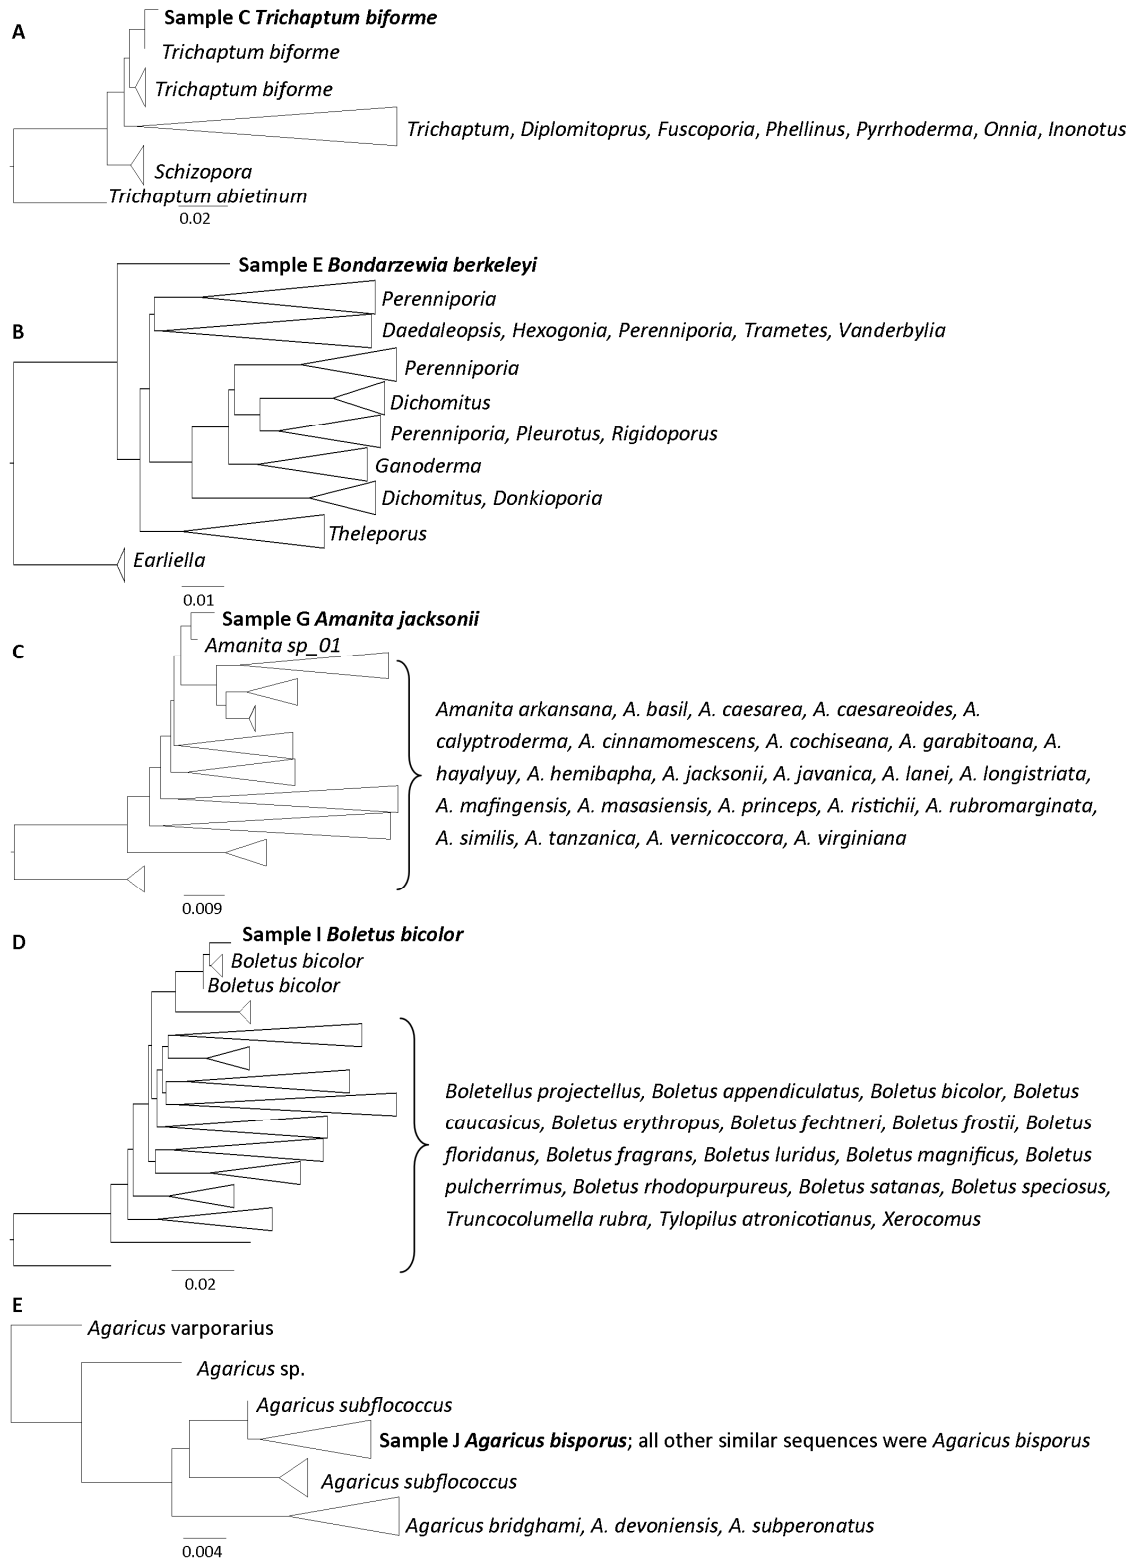 A
Sample C Trichaptum biforme
Trichaptum biforme
Trichaptum biforme
Trichaptum, Diplomitoprus, Fuscoporia, Phellinus, Pyrrhoderma, Onnia, Inonotus
Schizopora
Trichaptum abietinum
0.02
B
Sample E Bondarzewia berkeleyi
Perenniporia
Daedaleopsis, Hexogonia, Perenniporia, Trametes, Vanderbylia
Perenniporia
Dichomitus
Perenniporia, Pleurotus, Rigidoporus
Ganoderma
Dichomitus, Donkioporia
Theleporus
Earliella
0.01
C
Sample G Amanita jacksonii
Amanita sp_01
Amanita arkansana, A. basil, A. caesarea, A. caesareoides, A.
calyptroderma, A. cinnamomescens, A. cochiseana, A. garabitoana, A.
hayalyuy, A. hemibapha, A. jacksonii, A. javanica, A. lanei, A. longistriata,
A. mafingensis, A. masasiensis, A. princeps, A. ristichii, A. rubromarginata,
A. similis, A. tanzanica, A. vernicoccora, A. virginiana
0.009
D
Sample I Boletus bicolor
Boletus bicolor
Boletus bicolor
Boletellus projectellus, Boletus appendiculatus, Boletus bicolor, Boletus
caucasicus, Boletus erythropus, Boletus fechtneri, Boletus frostii, Boletus
floridanus, Boletus fragrans, Boletus luridus, Boletus magnificus, Boletus
pulcherrimus, Boletus rhodopurpureus, Boletus satanas, Boletus speciosus,
Truncocolumella rubra, Tylopilus atronicotianus, Xerocomus
0.02
E
Agaricus varporarius
Agaricus sp.
Agaricus subflococcus
Sample J Agaricus bisporus; all other similar sequences were Agaricus bisporus
Agaricus subflococcus
Agaricus bridghami, A. devoniensis, A. subperonatus
0.004